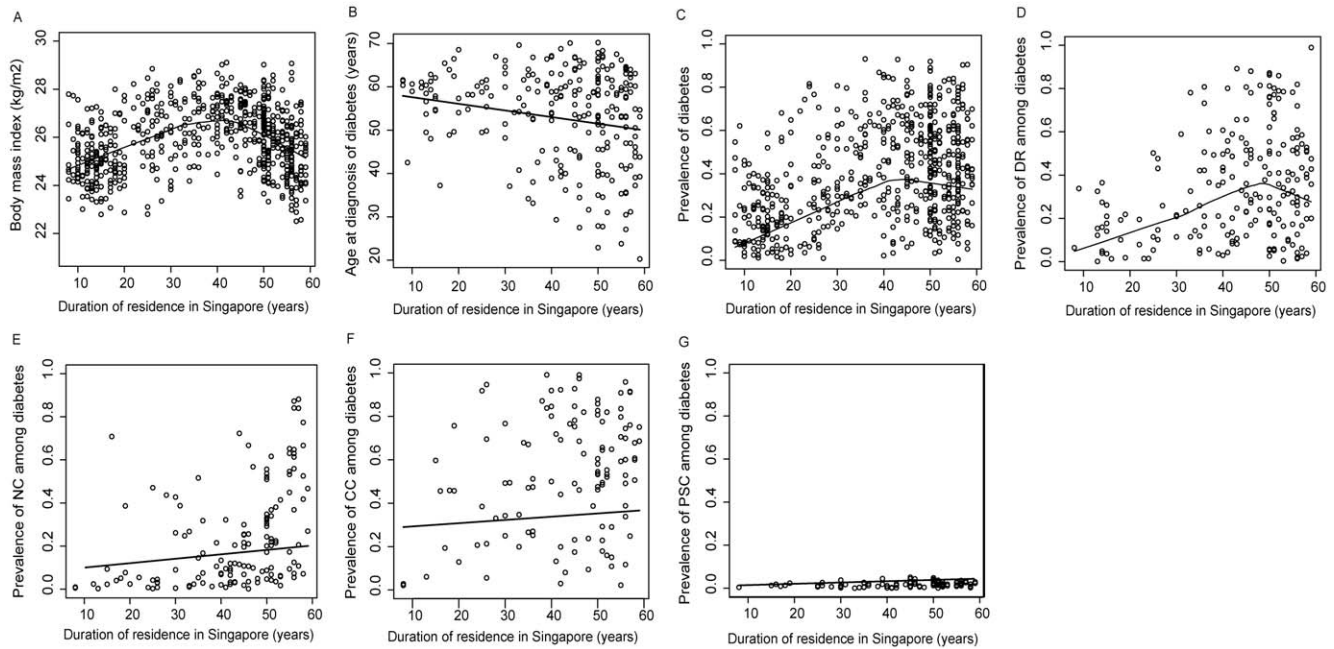 A
Body mass index (kg/m2)
30
28
26
24
22
10 20 30 40 50 60
Duration of residence in Singapore (years)
B
Age at diagnosis of diabetes (years)
70
60
50
40
30
20
10 20 30 40 50 60
Duration of residence in Singapore (years)
C
Prevalence of diabetes
1.0
0.8
0.6
0.4
0.2
0.0
10 20 30 40 50 60
Duration of residence in Singapore (years)
D
Prevalence of DR among diabetes
1.0
0.8
0.6
0.4
0.2
0.0
10 20 30 40 50 60
Duration of residence in Singapore (years)
E
Prevalence of NC among diabetes
1.0
0.8
0.6
0.4
0.2
0.0
10 20 30 40 50 60
Duration of residence in Singapore (years)
F
Prevalence of CC among diabetes
1.0
0.8
0.6
0.4
0.2
0.0
10 20 30 40 50 60
Duration of residence in Singapore (years)
G
Prevalence of PSC among diabetes
1.0
0.8
0.6
0.4
0.2
0.0
10 20 30 40 50 60
Duration of residence in Singapore (years)